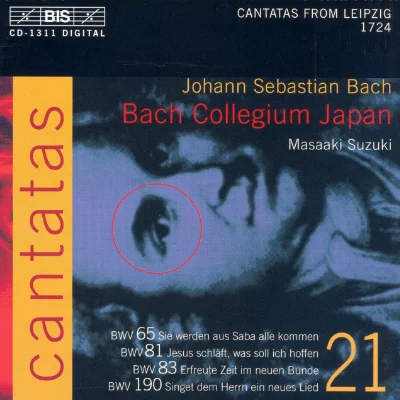 BIS
CD-1311 DIGITAL
CANTATAS FROM LEIPZIG
1724
Johann Sebastian Bach
Bach Collegium Japan
Masaaki Suzuki
cantatas
BWV 65 Sie werden aus Saba alle kommen
BWV 81 Jesus schläft, was soll ich hoffen
BWV 83 Erfreute Zeit im neuen Bunde
BWV 190 Singet dem Herrn ein neues Lied
21